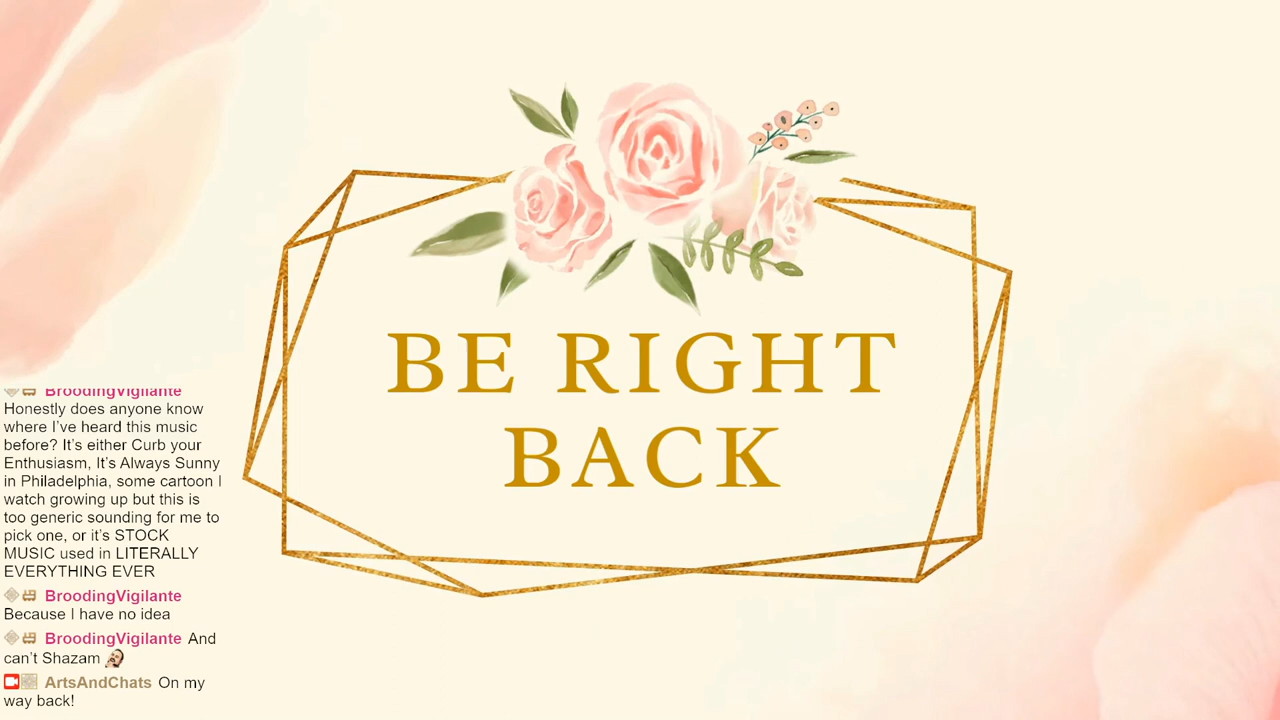 BE RIGHT
BACK
BroodingVigilante
Honestly does anyone know
where I've heard this music
before? It's either Curb your
Enthusiasm, It's Always Sunny
in Philadelphia, some cartoon I
watch growing up but this is
too generic sounding for me to
pick one, or it's STOCK
MUSIC used in LITERALLY
EVERYTHING EVER
BroodingVigilante
Because I have no idea
BroodingVigilante And
can't Shazam
ArtsAndChats On my
way back!